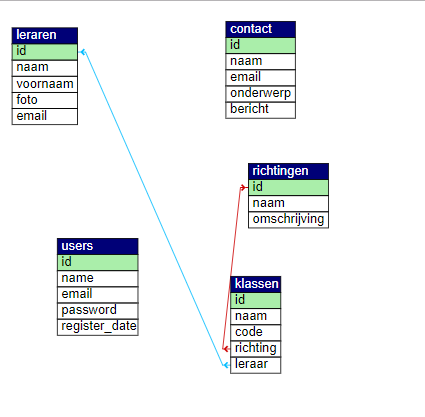 leraren
id
naam
voornaam
foto
email
contact
id
naam
email
onderwerp
bericht
richtingen
id
naam
omschrijving
users
id
name
email
password
register_date
klassen
id
naam
code
richting
leraar